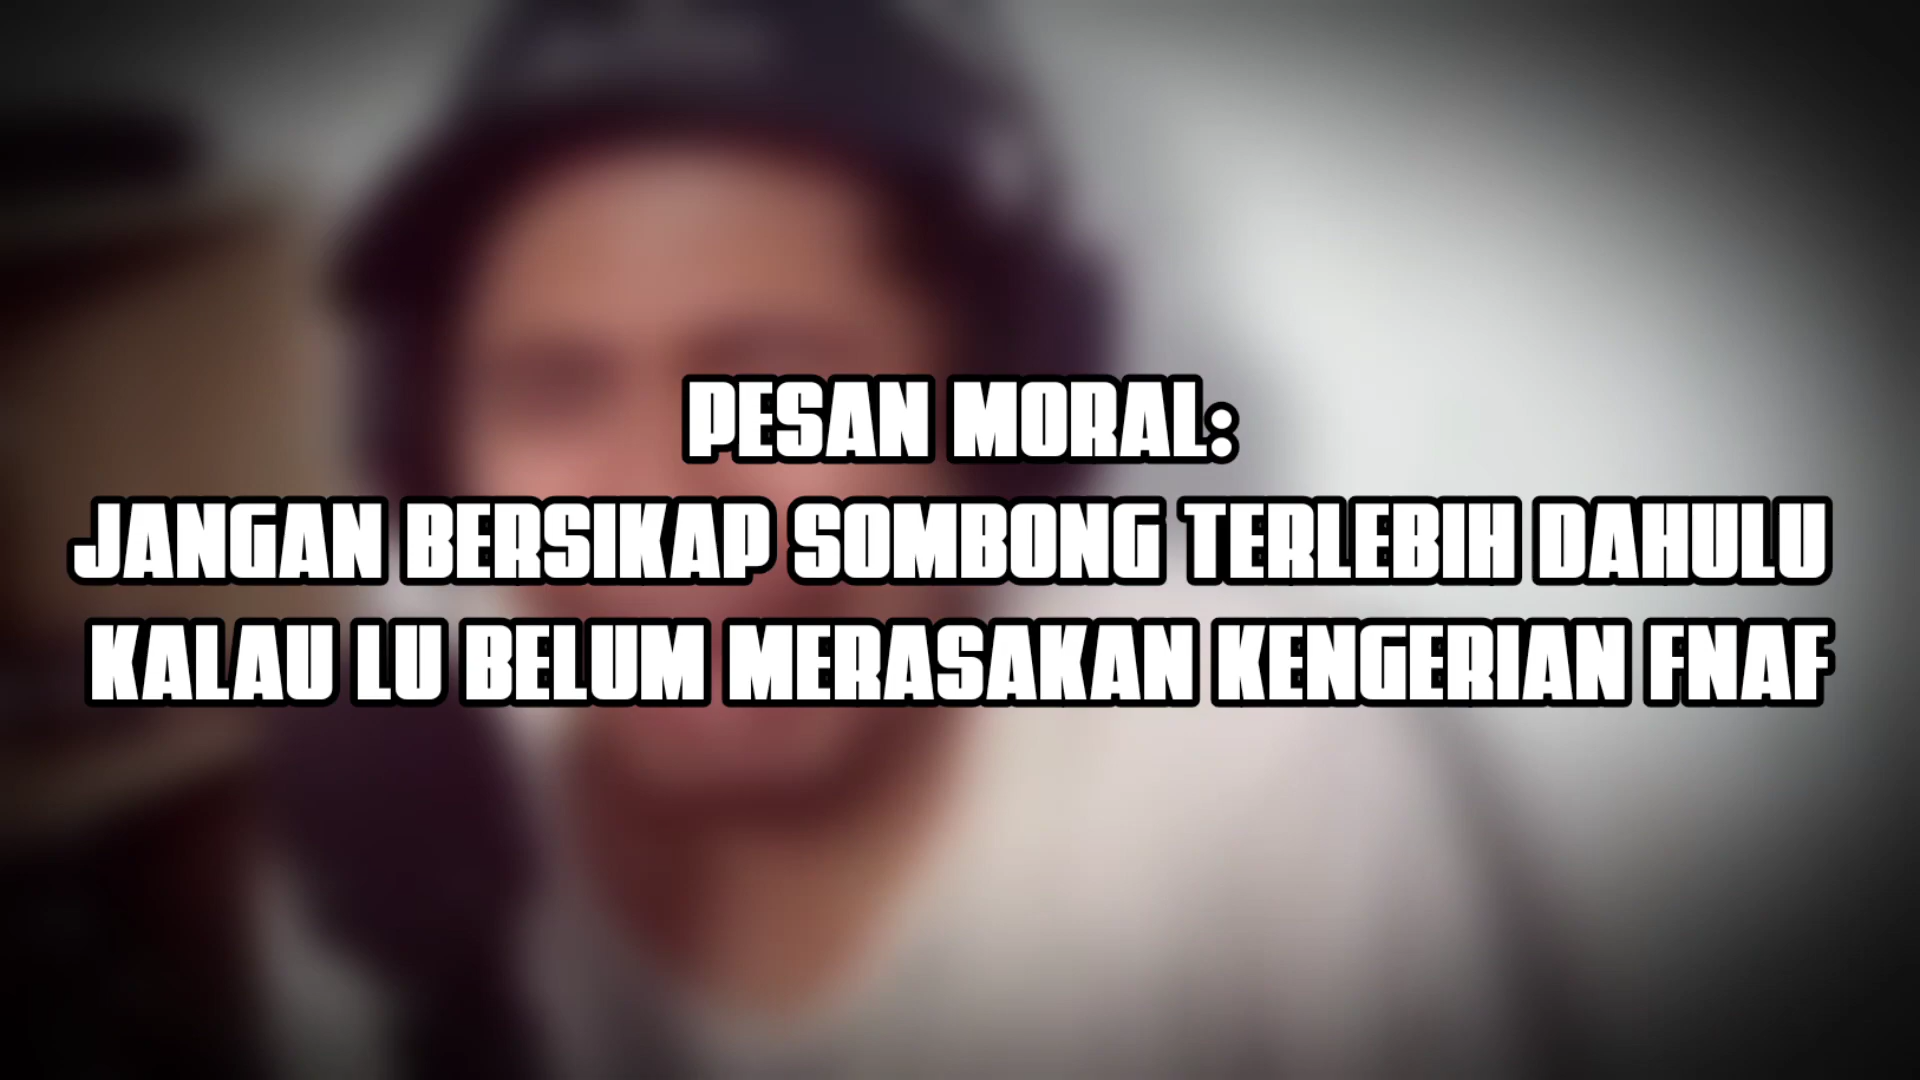 PESAN MORAL:
JANGAN BERSIKAP SOMBONG TERLEBIH DAHULU
KALAU LU BELUM MERASAKAN KENGERIAN FNAF